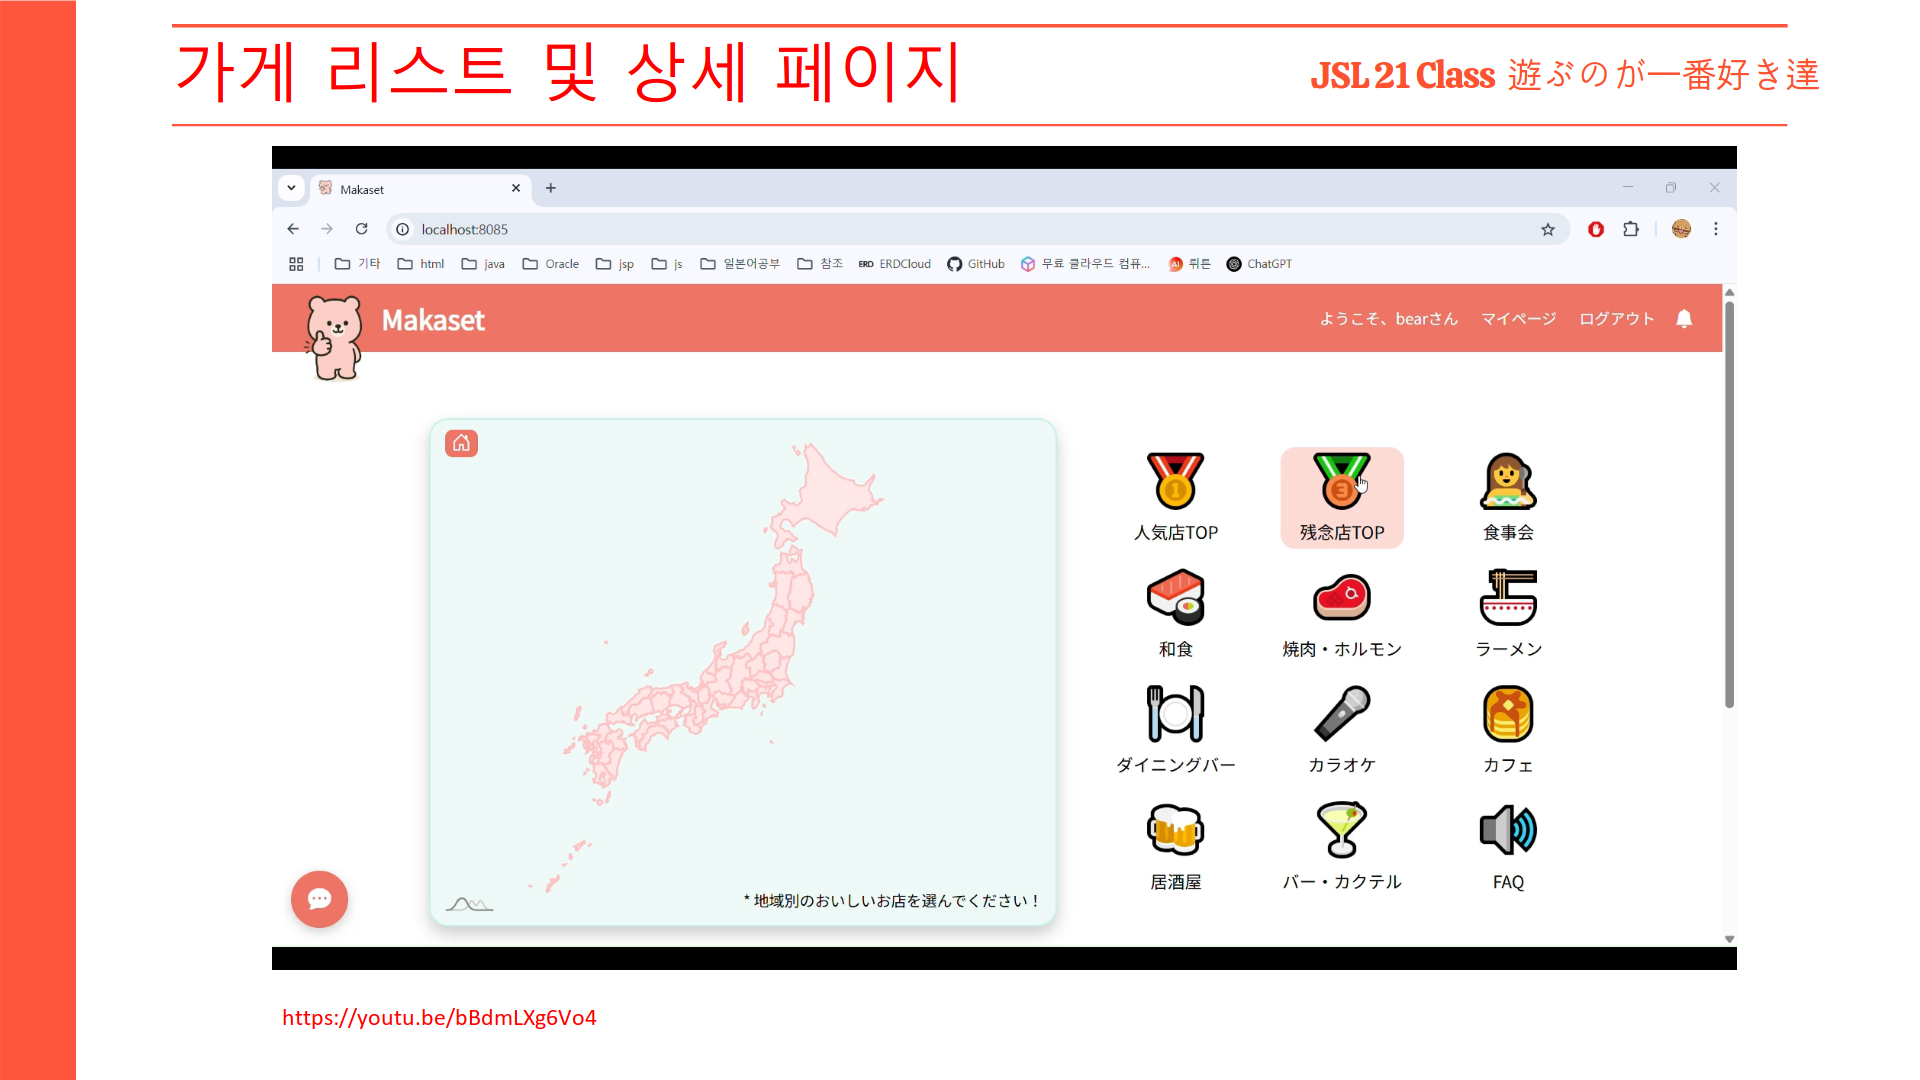 가게 리스트 및 상세 페이지
JSL 21 Class 遊ぶのが一番好き達
Makaset
localhost:8085
기타 html java Oracle jsp js 일본어공부 참조 ERD ERDCloud GitHub 무료 클라우드 컴퓨... AI 뤼튼 ChatGPT
Makaset
ようこそ、bearさん マイページ ログアウト
人気店TOP 残念店TOP 食事会
和食 焼肉・ホルモン ラーメン
ダイニングバー カラオケ カフェ
居酒屋 バー・カクテル FAQ
* 地域別のおいしいお店を選んでください！
https://youtu.be/bBdmLXg6Vo4